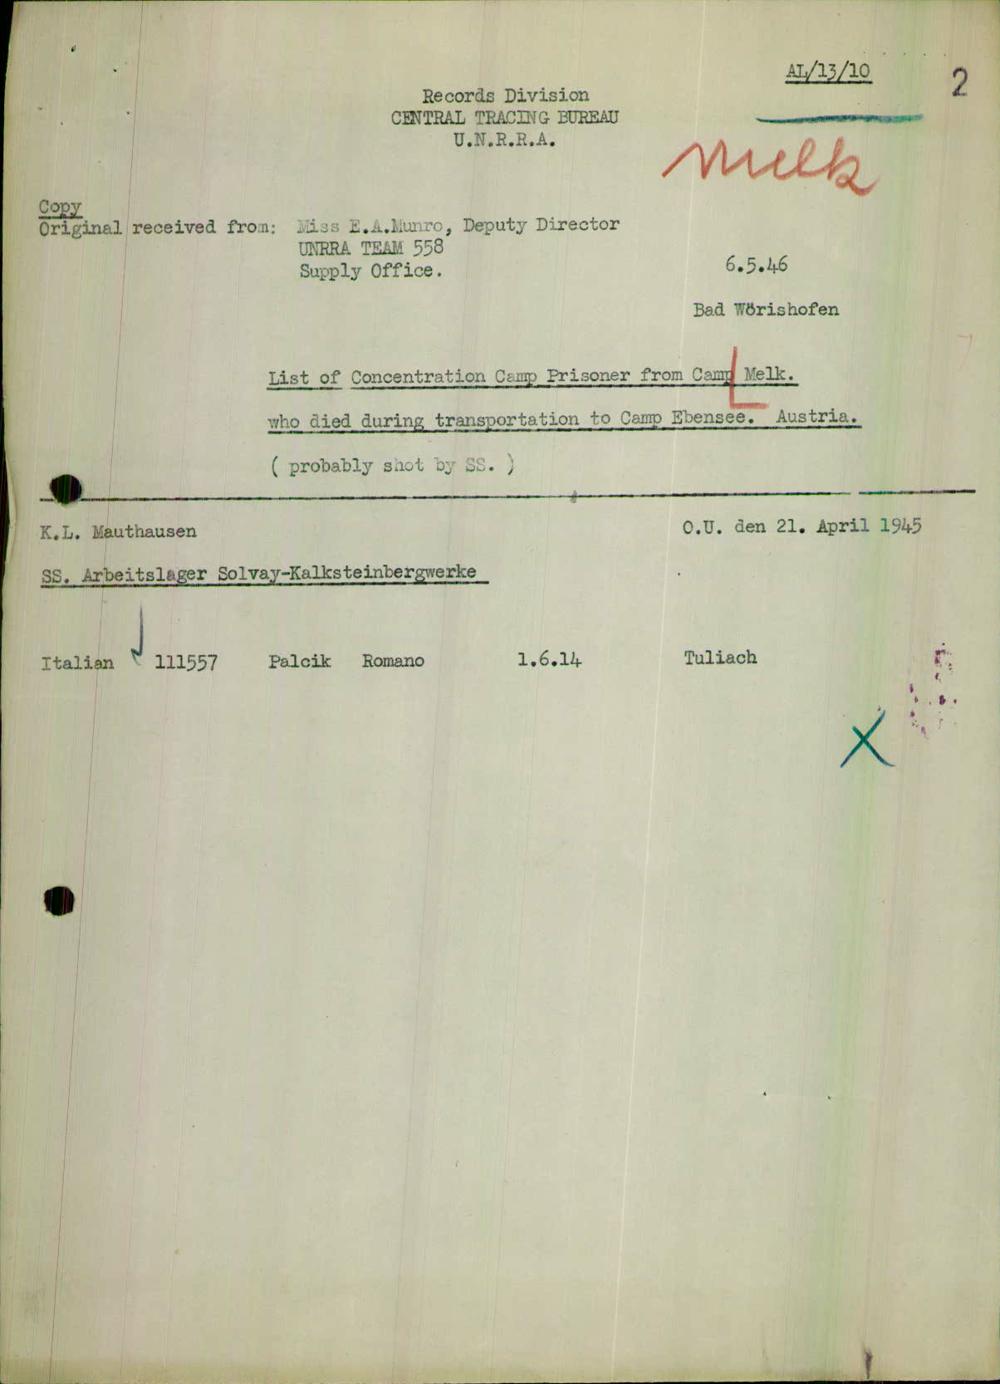 AL/13/10
2
Records Division
CENTRAL TRACING BUREAU
U.N.R.R.A.
Melk
Copy
Original received from: Miss E.A.Munro, Deputy Director
UNRRA TEAM 558
Supply Office.
6.5.46
Bad Wörishofen
List of Concentration Camp Prisoner from Camp Melk.
who died during transportation to Camp Ebensee. Austria.
( probably shot by SS. )
K.L. Mauthausen O.U. den 21. April 1945
SS. Arbeitslager Solvay-Kalksteinbergwerke
Italian 111557 Palcik Romano 1.6.14 Tuliach
X